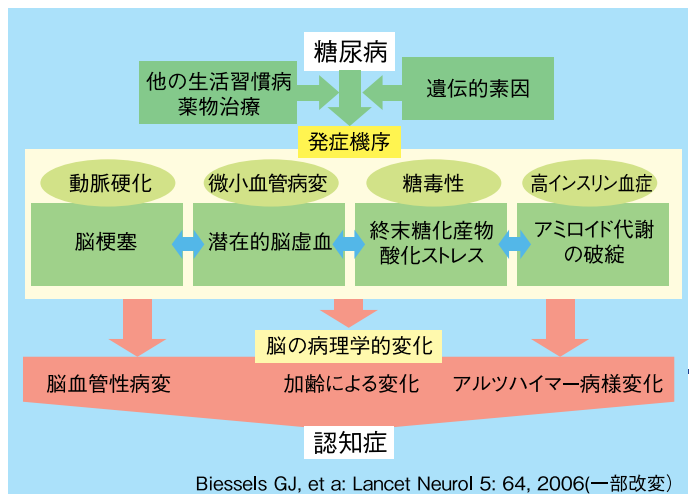 糖尿病
他の生活習慣病
薬物治療
遺伝的素因
発症機序
動脈硬化
微小血管病変
糖毒性
高インスリン血症
脳梗塞
潜在的脳虚血
終末糖化産物
酸化ストレス
アミロイド代謝
の破綻
脳の病理学的変化
脳血管性病変
加齢による変化
アルツハイマー病様変化
認知症
Biessels GJ, et a: Lancet Neurol 5: 64, 2006(一部改変)